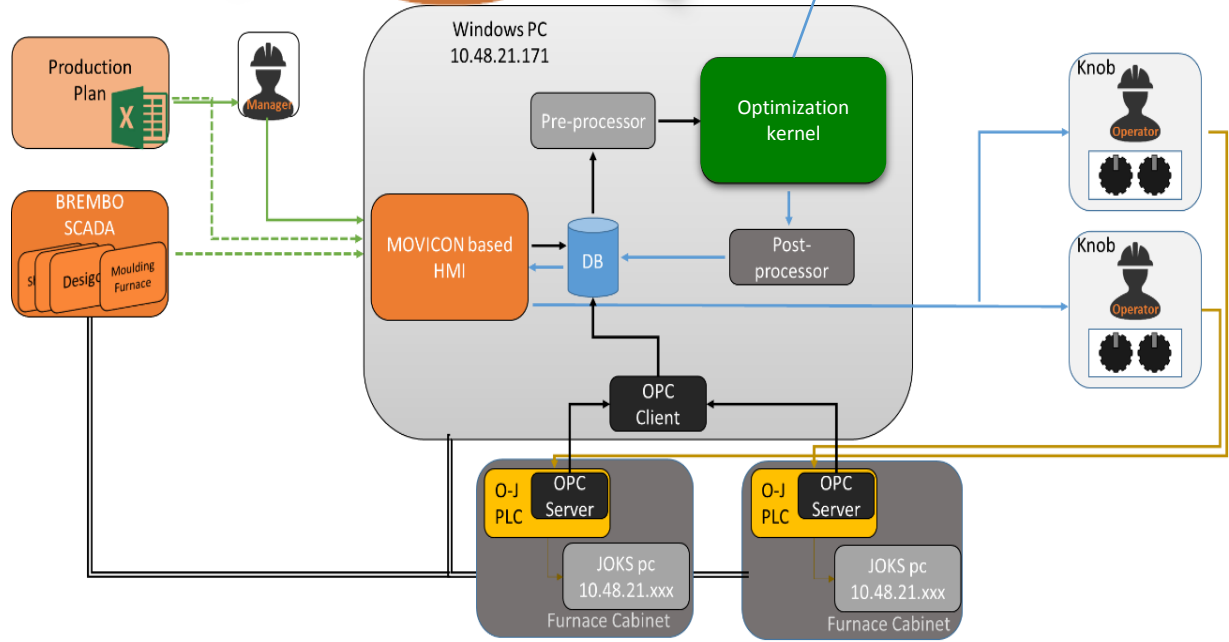 Windows PC
10.48.21.171
Production
Plan
X
Manager
BREMBO
SCADA
Desigo
Moulding
Furnace
MOVICON based
HMI
Pre-processor
Optimization
kernel
DB
Post-
processor
OPC
Client
Knob
Operator
Knob
Operator
O-J
PLC
OPC
Server
JOKS pc
10.48.21.xxx
Furnace Cabinet
O-J
PLC
OPC
Server
JOKS pc
10.48.21.xxx
Furnace Cabinet